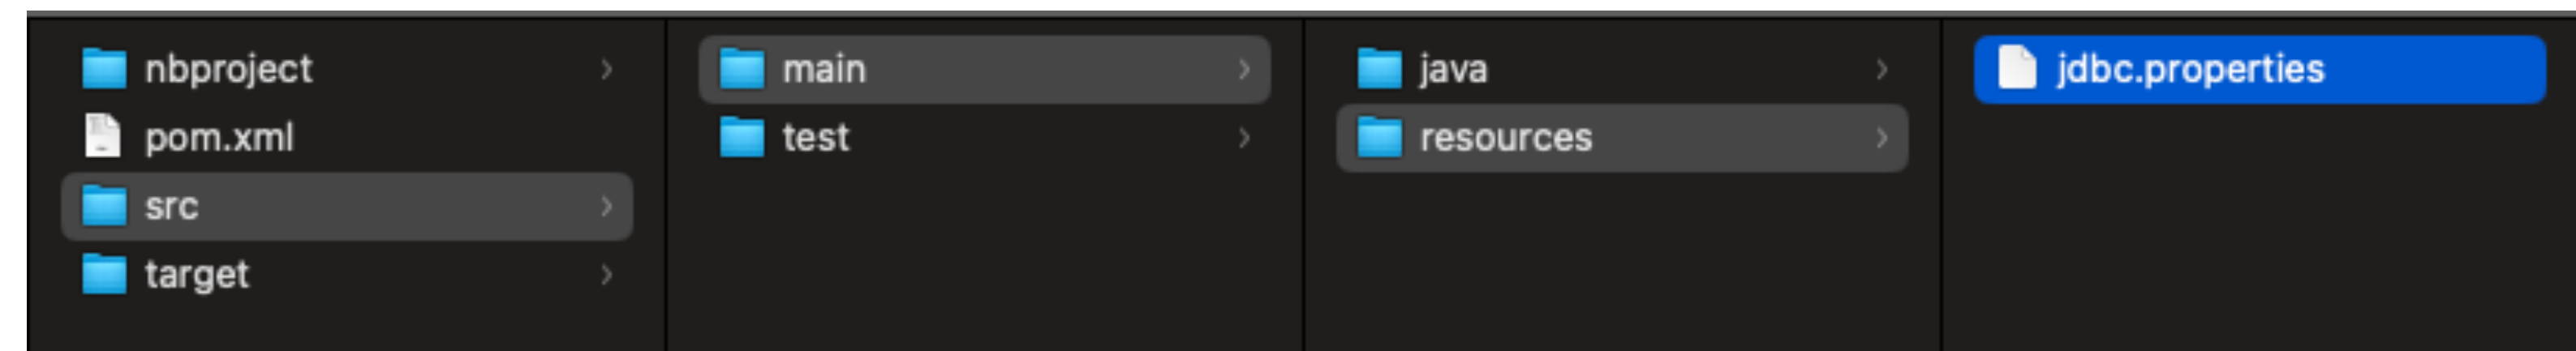 nbproject
pom.xml
src
target
main
test
java
resources
jdbc.properties